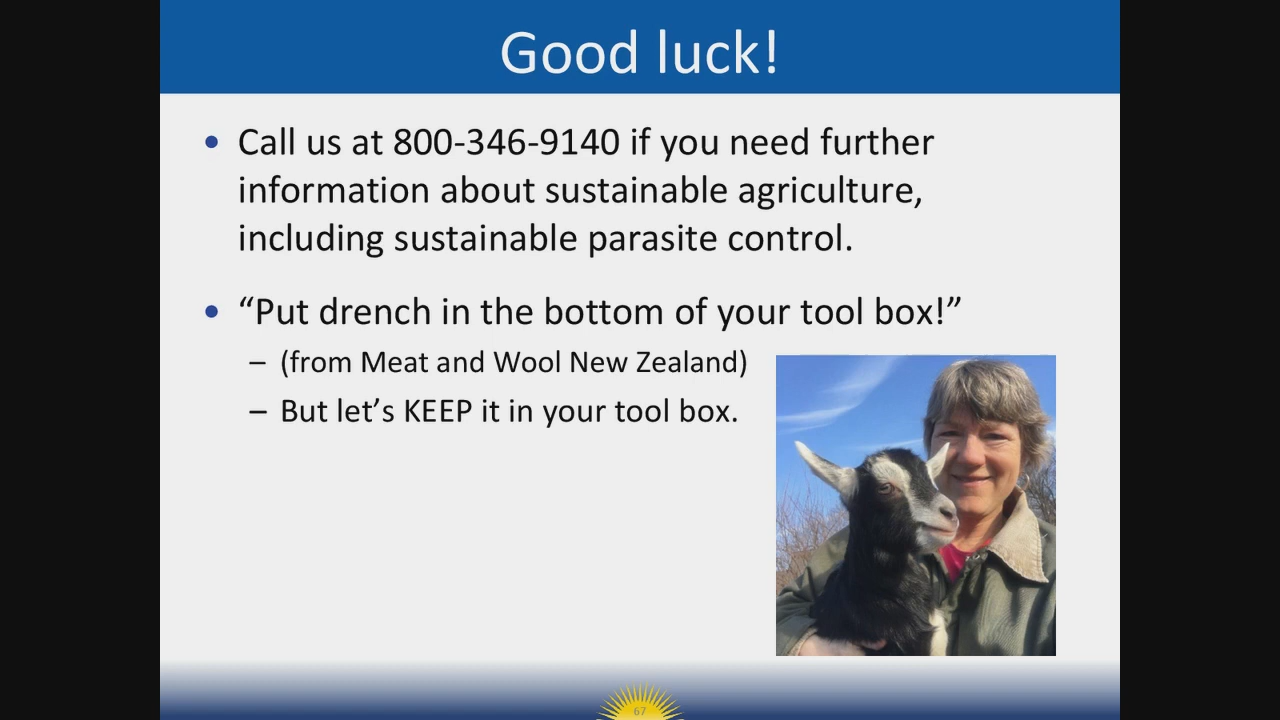 Good luck!
• Call us at 800-346-9140 if you need further
information about sustainable agriculture,
including sustainable parasite control.
• “Put drench in the bottom of your tool box!”
– (from Meat and Wool New Zealand)
– But let’s KEEP it in your tool box.
67